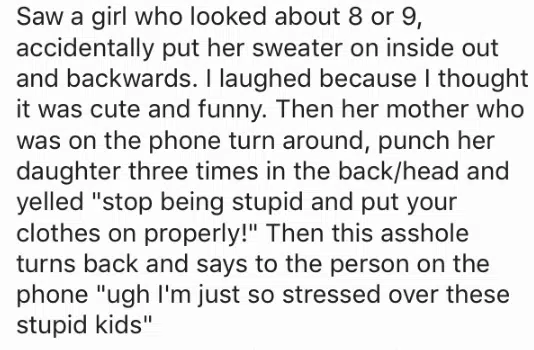 Saw a girl who looked about 8 or 9,
accidentally put her sweater on inside out
and backwards. I laughed because I thought
it was cute and funny. Then her mother who
was on the phone turn around, punch her
daughter three times in the back/head and
yelled "stop being stupid and put your
clothes on properly!" Then this asshole
turns back and says to the person on the
phone "ugh I'm just so stressed over these
stupid kids"